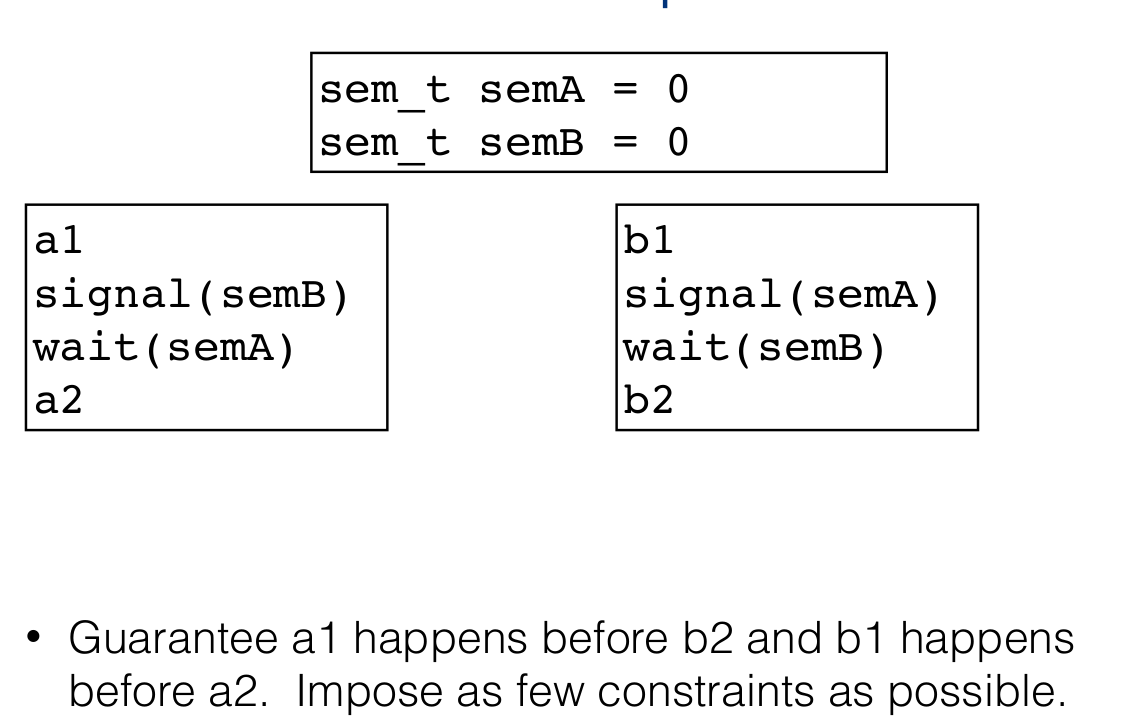 sem_t semA = 0
sem_t semB = 0
a1
signal(semB)
wait(semA)
a2
b1
signal(semA)
wait(semB)
b2
• Guarantee a1 happens before b2 and b1 happens
before a2.  Impose as few constraints as possible.